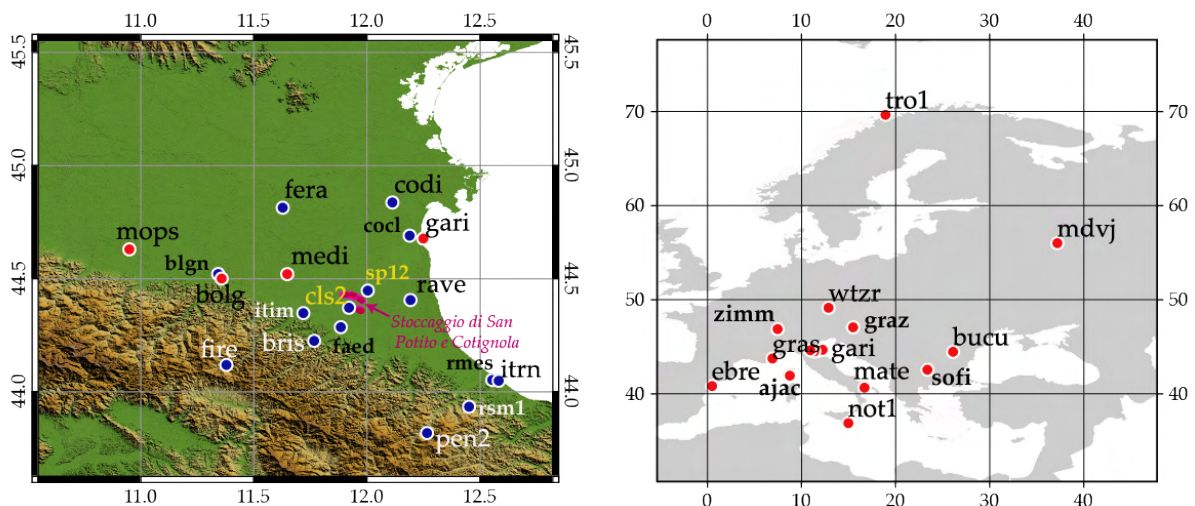 11.0 11.5 12.0 12.5
45.5 45.5
45.0 45.0
fera
codi
cocl
gari
mops
blgn
medi
sp12
44.5 44.5
bolg
cls2
rave
itim
Stoccaggio di San
Potito e Cotignola
bris
faed
fire
rmes
itrn
44.0 44.0
rsm1
pen2
11.0 11.5 12.0 12.5
0 10 20 30 40
tro1
70 70
60 60
mdvj
50 50
wtzr
zimm
graz
gras
gari
bucu
ebre
ajac
mate
sofi
40 40
not1
0 10 20 30 40